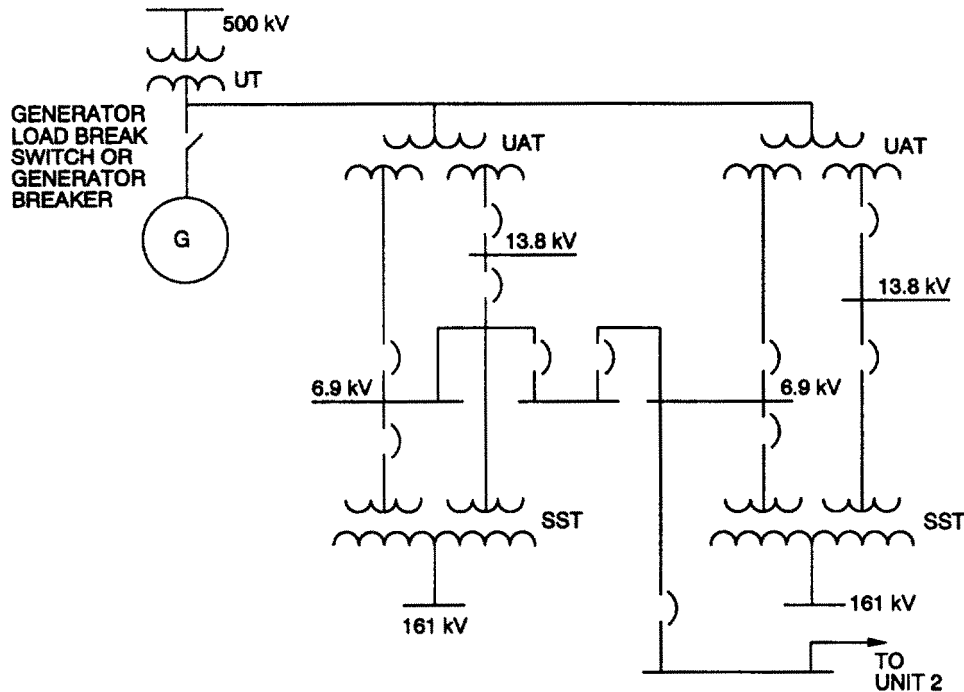 500 kV
UT
GENERATOR
LOAD BREAK
SWITCH OR
GENERATOR
BREAKER
G
UAT
UAT
13.8 kV
13.8 kV
6.9 kV
6.9 kV
SST
SST
161 kV
161 kV
TO
UNIT 2